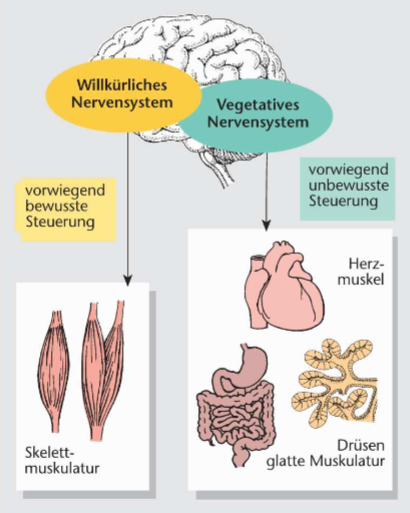 Willkürliches
Nervensystem
Vegetatives
Nervensystem
vorwiegend
bewusste
Steuerung
vorwiegend
unbewusste
Steuerung
Herz-
muskel
Skelett-
muskulatur
Drüsen
glatte Muskulatur